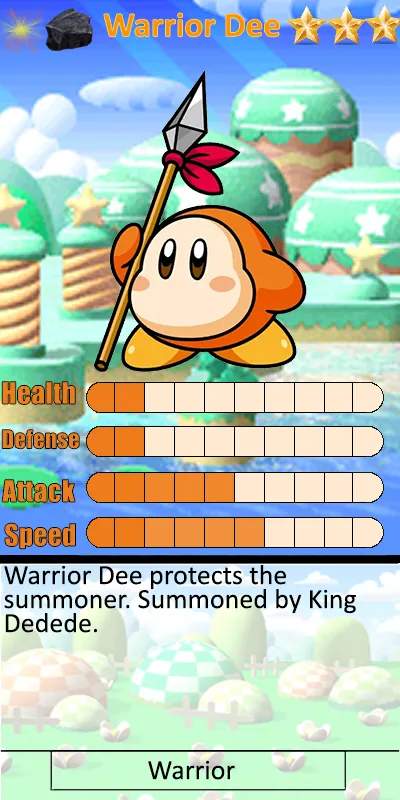 Warrior Dee
Health
Defense
Attack
Speed
Warrior Dee protects the
summoner. Summoned by King
Dedede.
Warrior